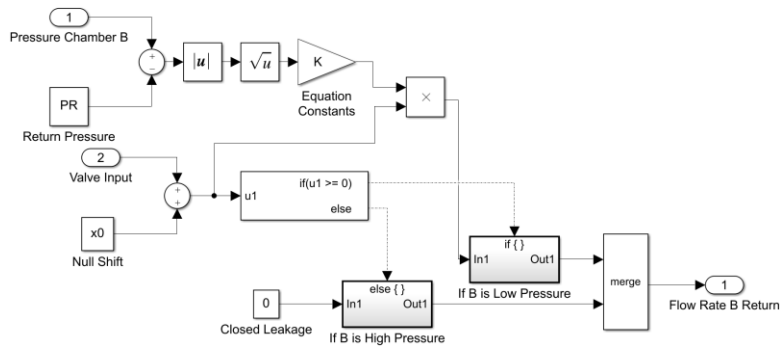 1
Pressure Chamber B
+
−
|u|
√u
K
Equation
Constants
×
PR
Return Pressure
2
Valve Input
+
+
x0
Null Shift
u1
if(u1 >= 0)
else
if { }
In1
Out1
If B is Low Pressure
0
Closed Leakage
else { }
In1
Out1
If B is High Pressure
merge
1
Flow Rate B Return